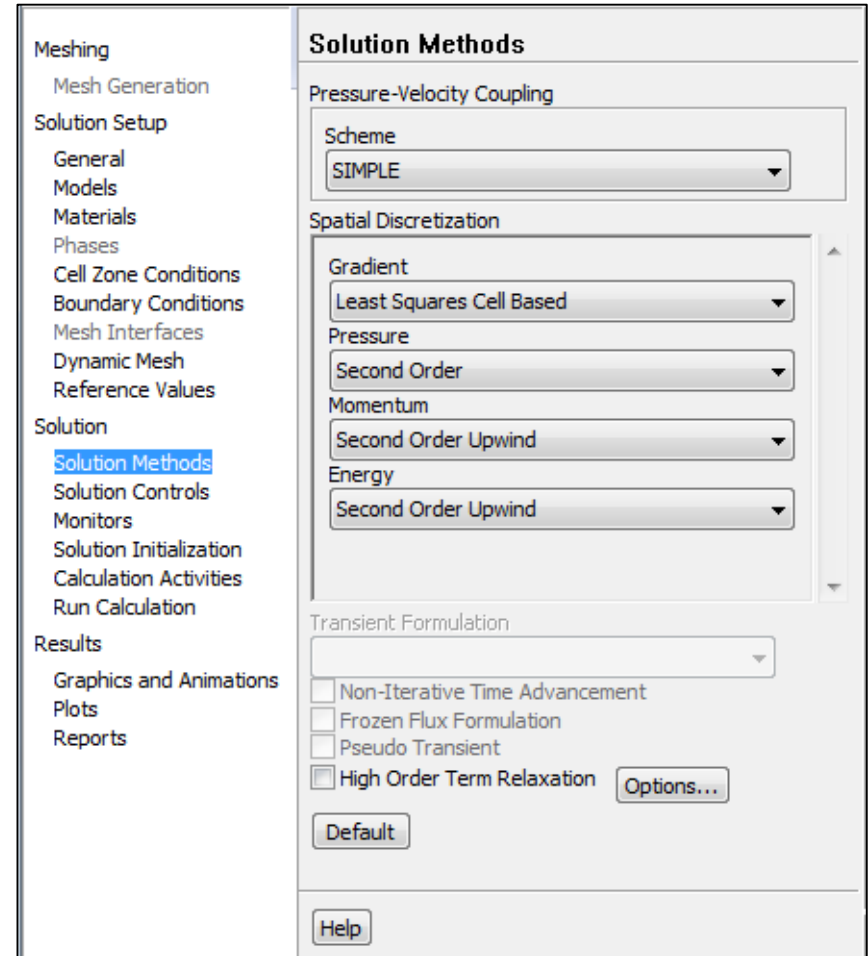 Meshing
Mesh Generation
Solution Setup
General
Models
Materials
Phases
Cell Zone Conditions
Boundary Conditions
Mesh Interfaces
Dynamic Mesh
Reference Values
Solution
Solution Methods
Solution Controls
Monitors
Solution Initialization
Calculation Activities
Run Calculation
Results
Graphics and Animations
Plots
Reports
Solution Methods
Pressure-Velocity Coupling
Scheme
SIMPLE
Spatial Discretization
Gradient
Least Squares Cell Based
Pressure
Second Order
Momentum
Second Order Upwind
Energy
Second Order Upwind
Transient Formulation
Non-Iterative Time Advancement
Frozen Flux Formulation
Pseudo Transient
High Order Term Relaxation Options...
Default
Help